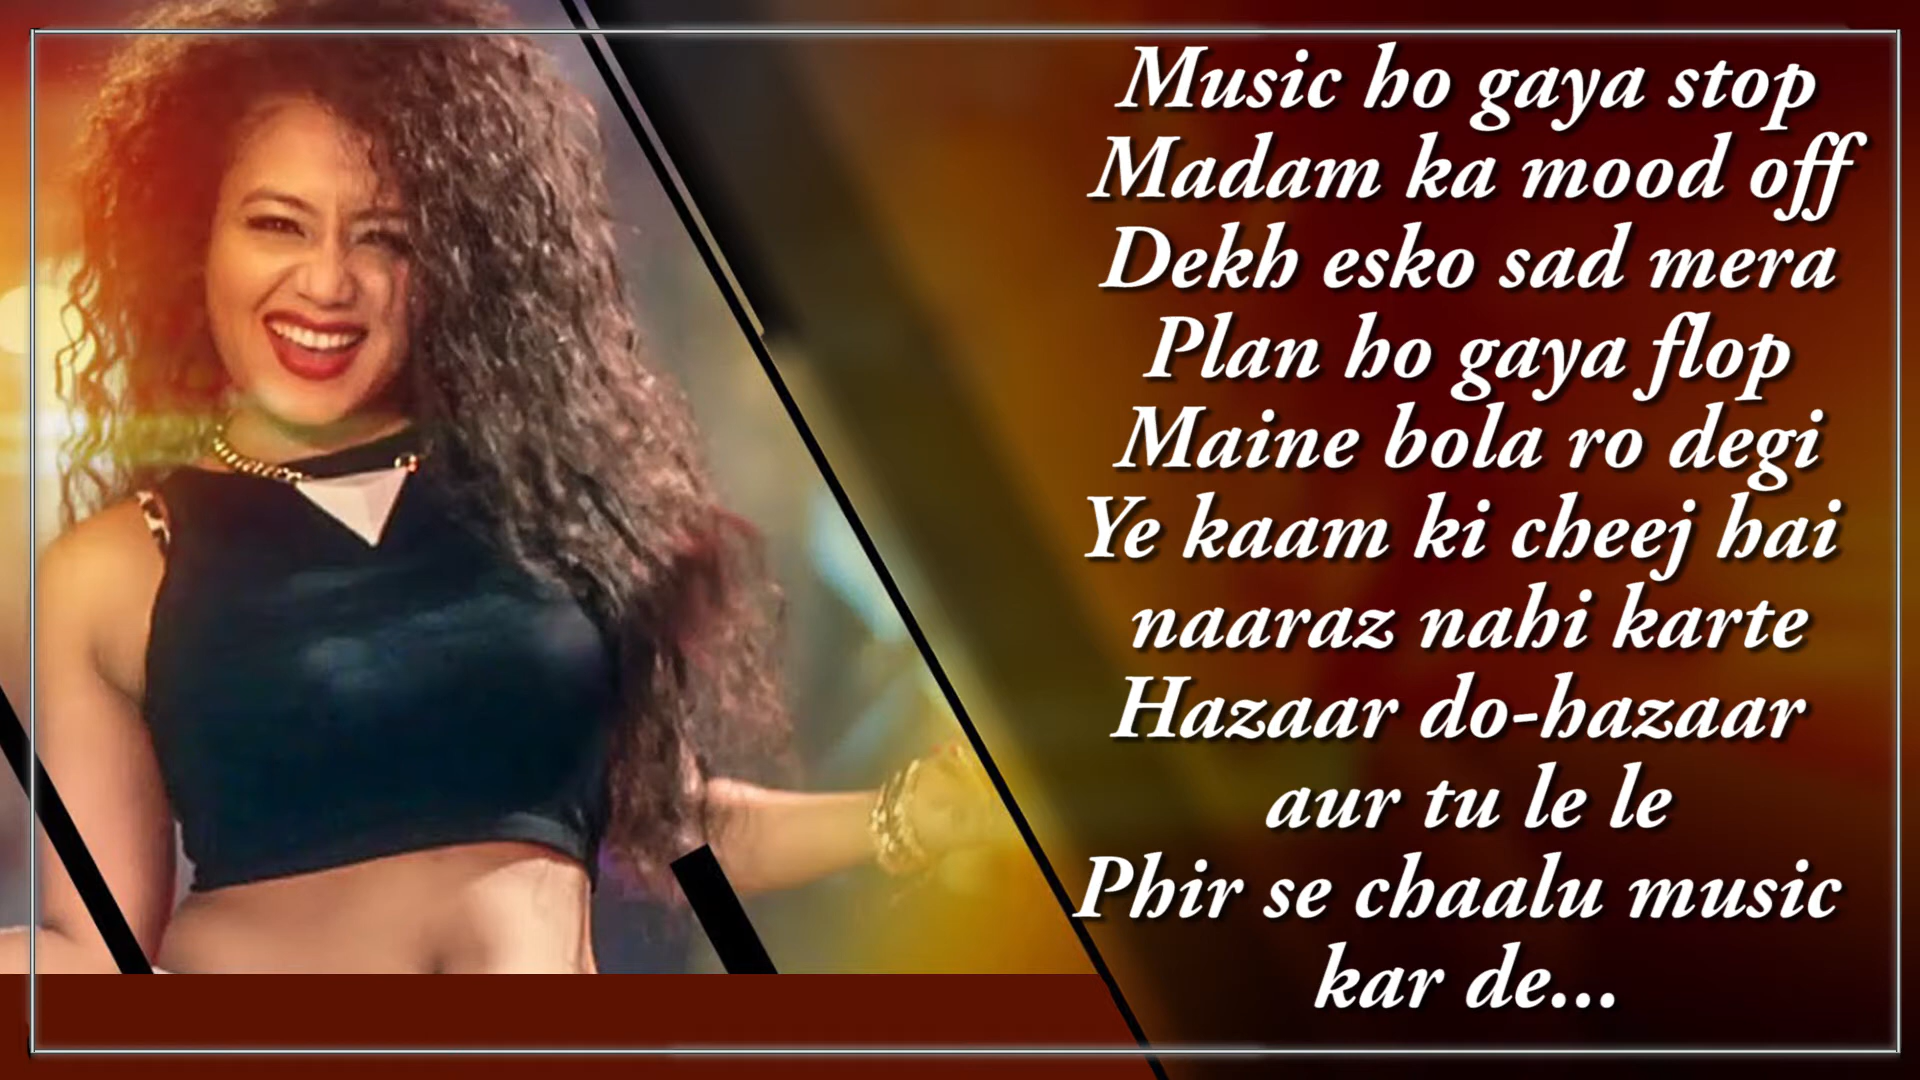 Music ho gaya stop
Madam ka mood off
Dekh esko sad mera
Plan ho gaya flop
Maine bola ro degi
Ye kaam ki cheej hai
naaraz nahi karte
Hazaar do-hazaar
aur tu le le
Phir se chaalu music
kar de...